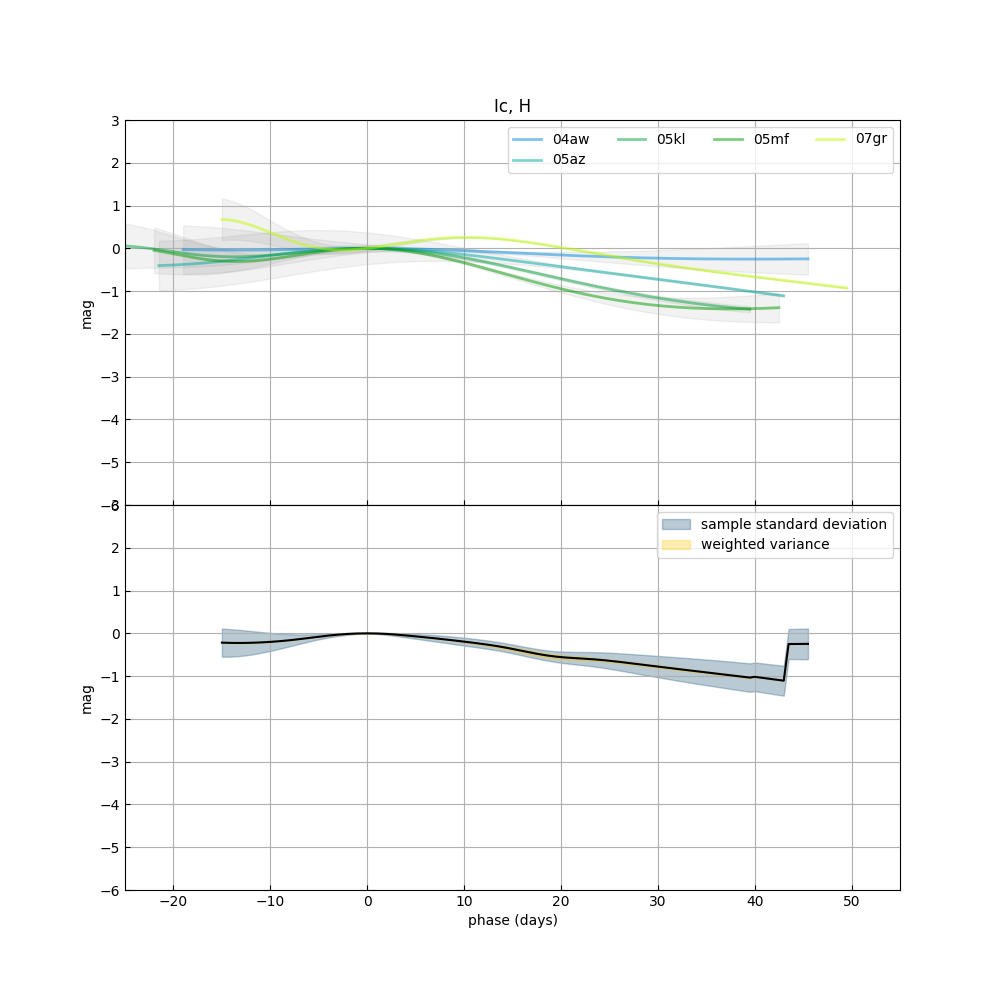 Ic, H
3
04aw 05kl 05mf 07gr
05az
2
1
0
−1
−2
−3
−4
−5
−6
mag
3
sample standard deviation
weighted variance
2
1
0
−1
−2
−3
−4
−5
−6
mag
−20 −10 0 10 20 30 40 50
phase (days)